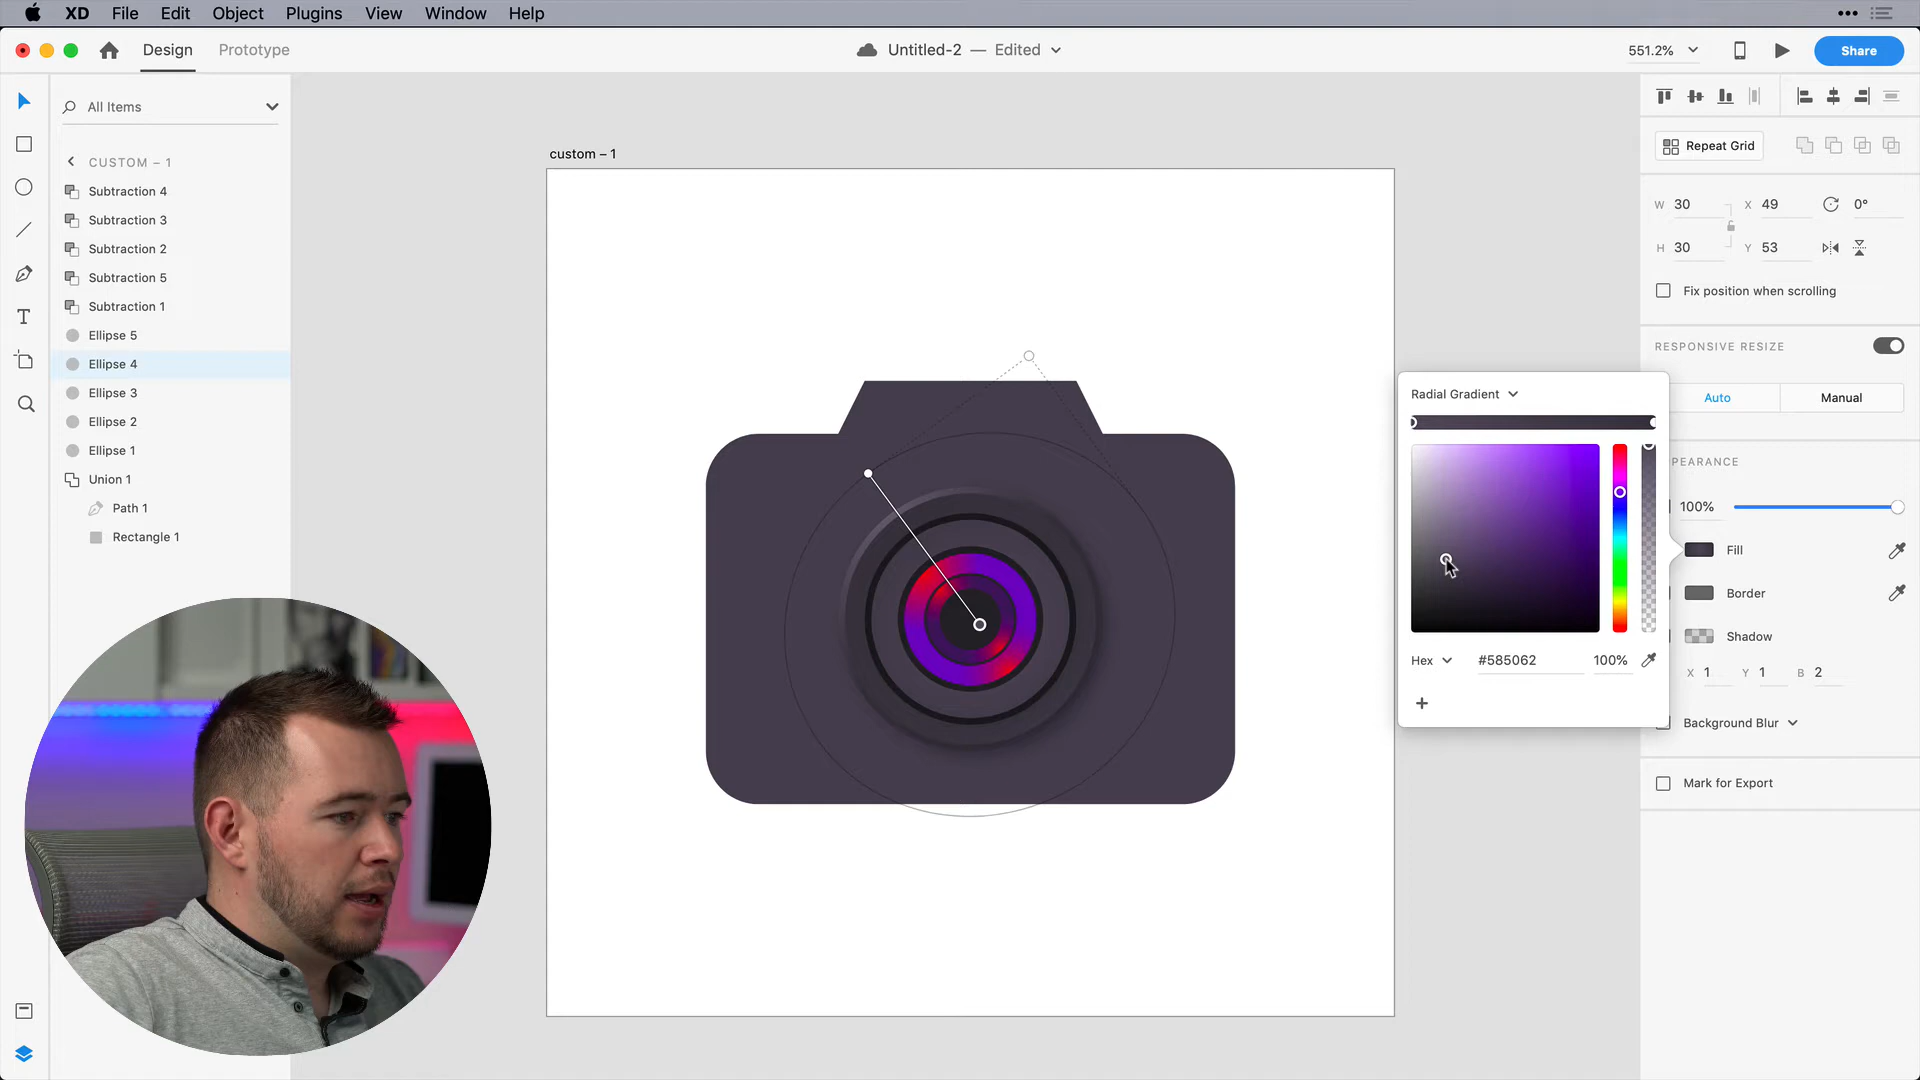 XD File Edit Object Plugins View Window Help
Design Prototype
Untitled-2 — Edited
551.2%
Share
All Items
CUSTOM – 1
Subtraction 4
Subtraction 3
Subtraction 2
Subtraction 5
Subtraction 1
Ellipse 5
Ellipse 4
Ellipse 3
Ellipse 2
Ellipse 1
Union 1
Path 1
Rectangle 1
custom – 1
Repeat Grid
W 30 X 49 0°
H 30 Y 53
Fix position when scrolling
RESPONSIVE RESIZE
Auto Manual
PEARANCE
100%
Fill
Border
Shadow
X 1 Y 1 B 2
Background Blur
Mark for Export
Radial Gradient
Hex #585062 100%